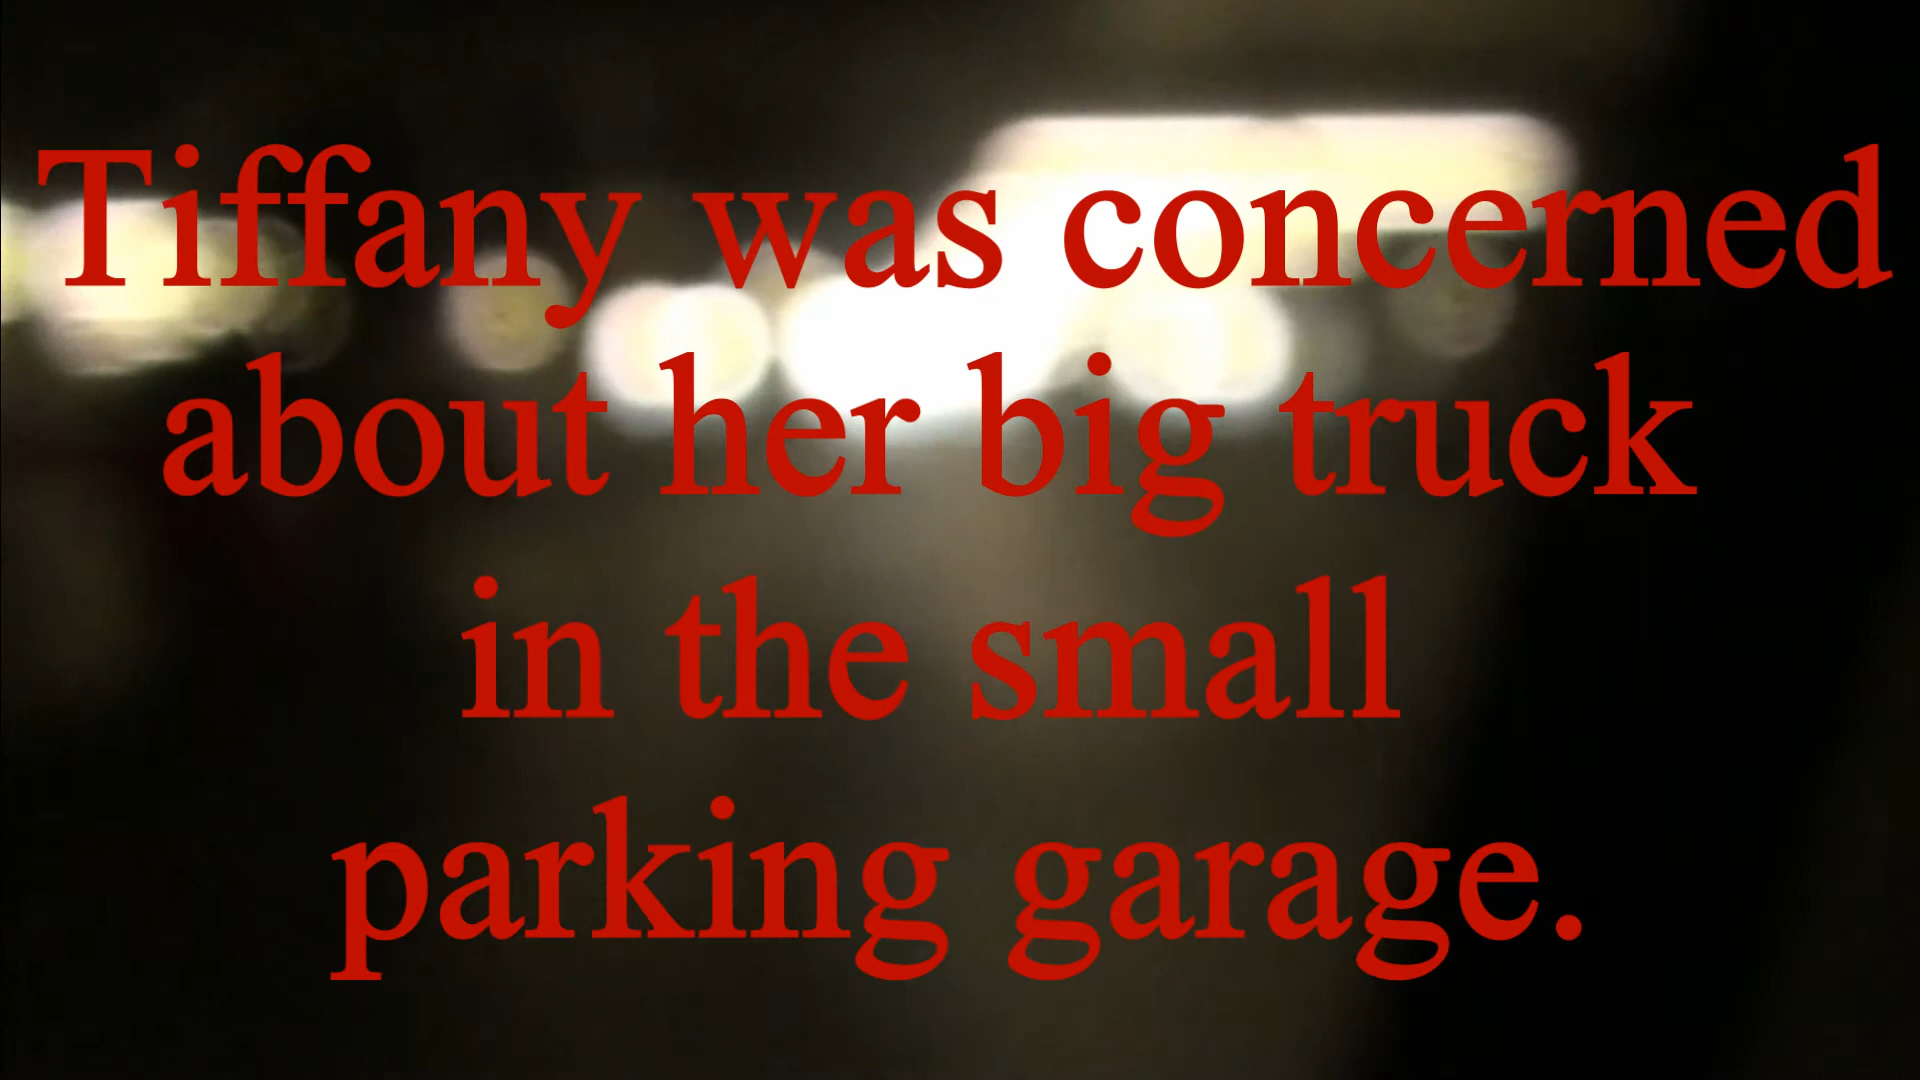 Tiffany was concerned
about her big truck
in the small
parking garage.